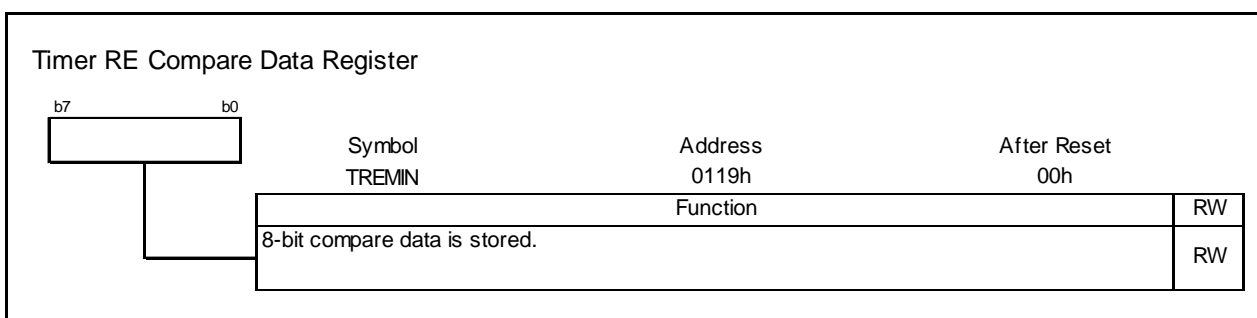 Timer RE Compare Data Register
b7 b0
Symbol Address After Reset
TREMIN 0119h 00h
Function RW
8-bit compare data is stored.
RW